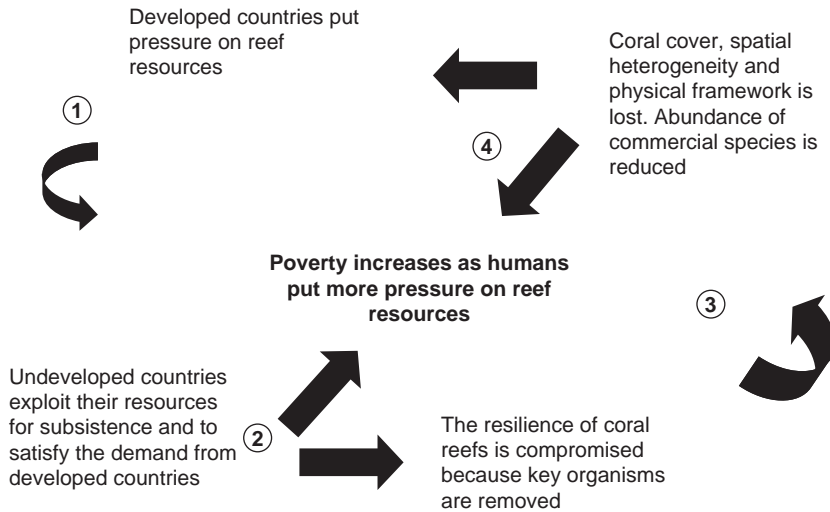 Developed countries put
pressure on reef
resources
1
Coral cover, spatial
heterogeneity and
physical framework is
lost. Abundance of
commercial species is
reduced
4
Poverty increases as humans
put more pressure on reef
resources
3
Undeveloped countries
exploit their resources
for subsistence and to
satisfy the demand from
developed countries
2
The resilience of coral
reefs is compromised
because key organisms
are removed